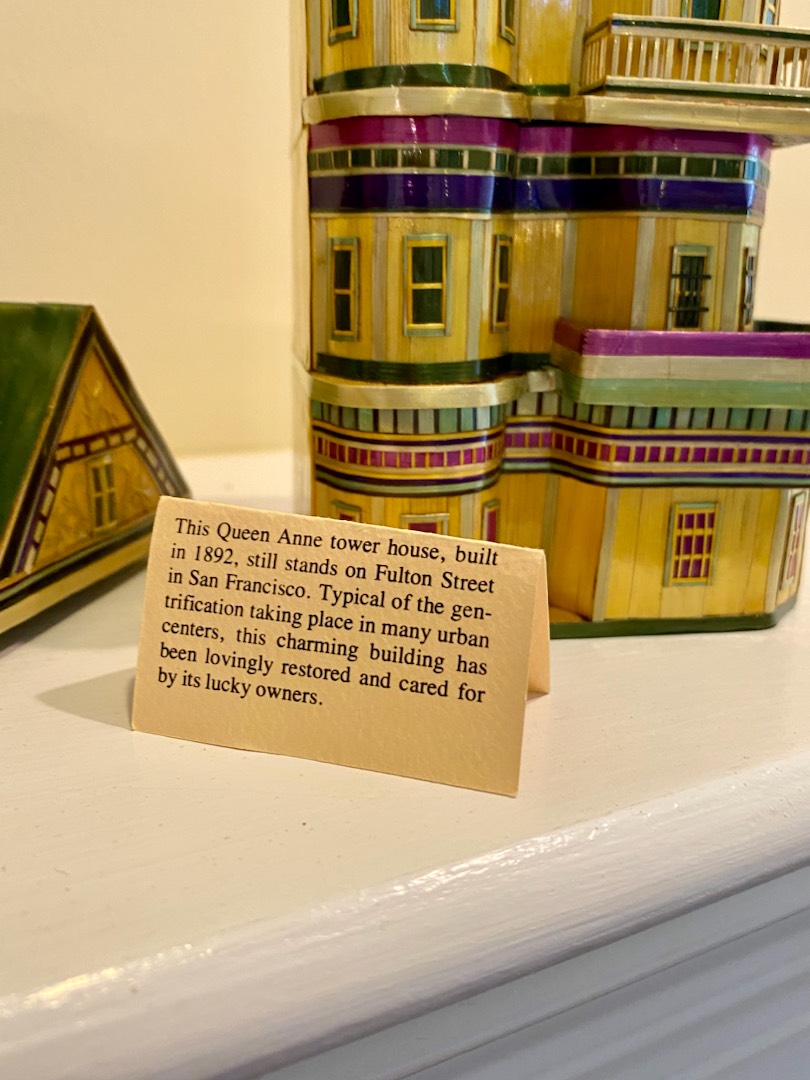 This Queen Anne tower house, built
in 1892, still stands on Fulton Street
in San Francisco. Typical of the gen-
trification taking place in many urban
centers, this charming building has
been lovingly restored and cared for
by its lucky owners.